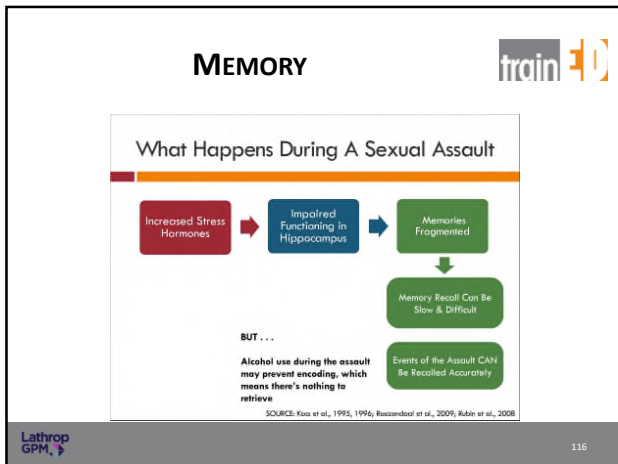 MEMORY
trainED
What Happens During A Sexual Assault
Increased Stress
Hormones
Impaired
Functioning in
Hippocampus
Memories
Fragmented
Memory Recall Can Be
Slow & Difficult
Events of the Assault CAN
Be Recalled Accurately
BUT . . .
Alcohol use during the assault
may prevent encoding, which
means there's nothing to
retrieve
SOURCE: Koss et al., 1995, 1996; Roozendaal et al., 2009; Rubin et al., 2008
Lathrop
GPM
116